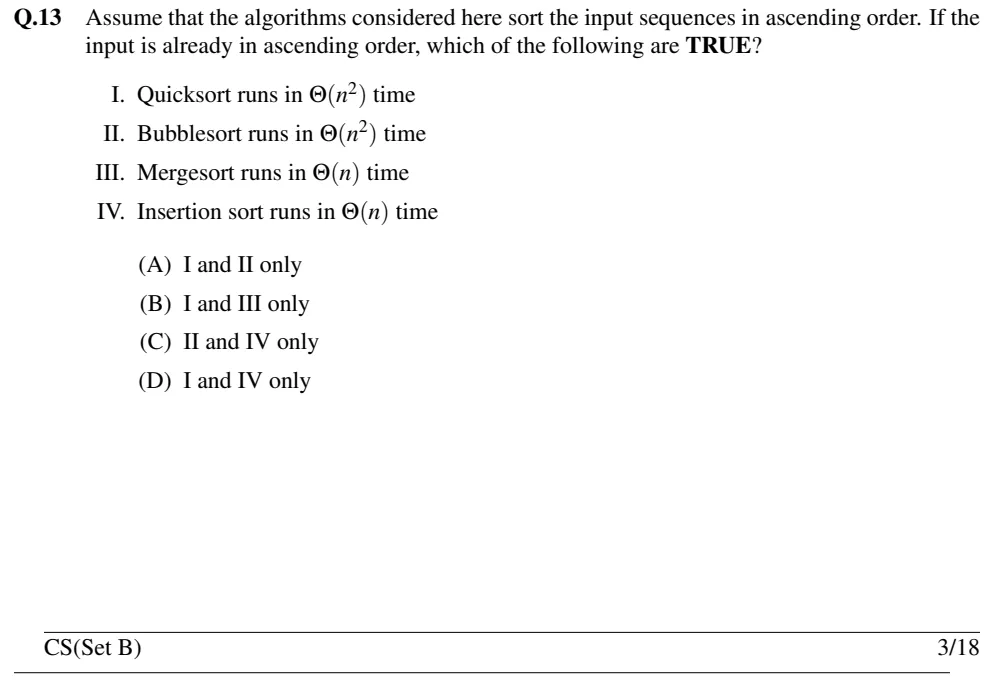 Q.13 Assume that the algorithms considered here sort the input sequences in ascending order. If the
input is already in ascending order, which of the following are TRUE?
I. Quicksort runs in Θ(n²) time
II. Bubblesort runs in Θ(n²) time
III. Mergesort runs in Θ(n) time
IV. Insertion sort runs in Θ(n) time
(A) I and II only
(B) I and III only
(C) II and IV only
(D) I and IV only
CS(Set B) 3/18